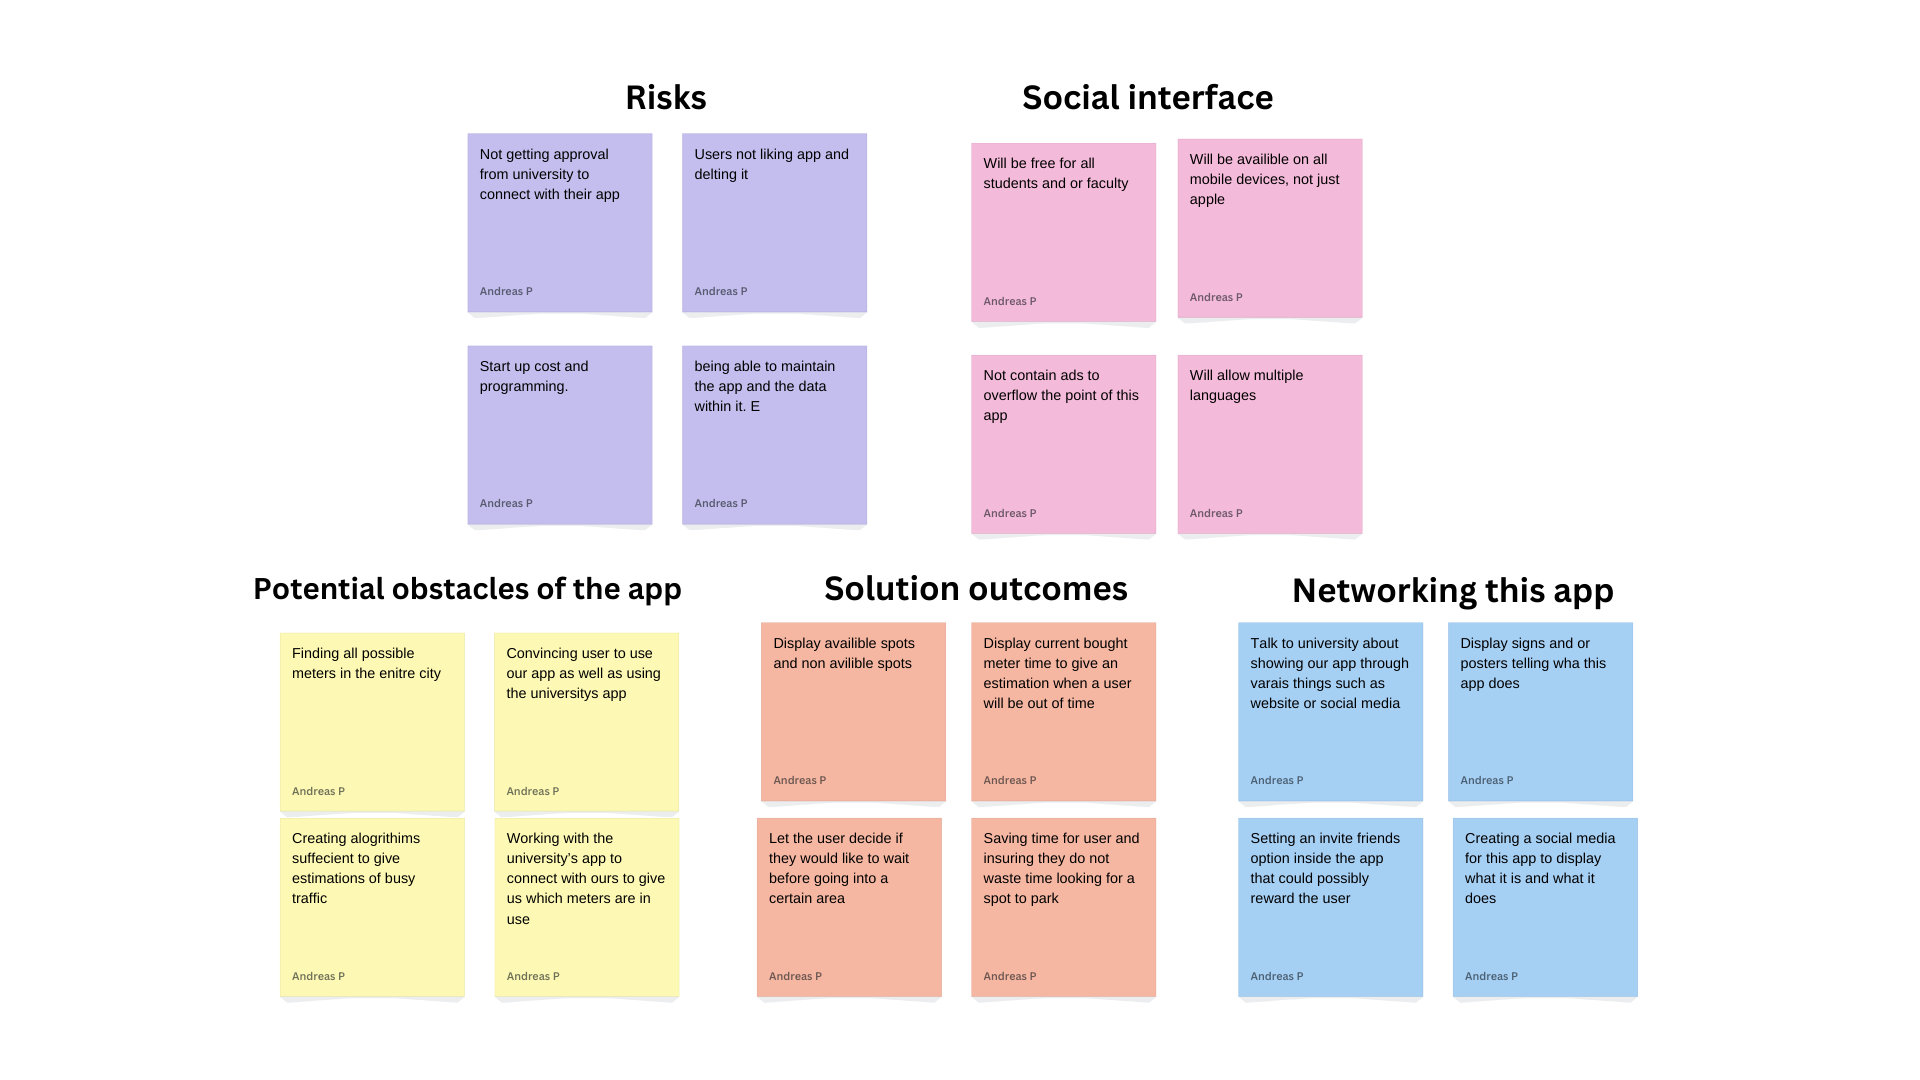 Risks
Not getting approval
from university to
connect with their app
Andreas P
Users not liking app and
delting it
Andreas P
Start up cost and
programming.
Andreas P
being able to maintain
the app and the data
within it. E
Andreas P
Social interface
Will be free for all
students and or faculty
Andreas P
Will be availible on all
mobile devices, not just
apple
Andreas P
Not contain ads to
overflow the point of this
app
Andreas P
Will allow multiple
languages
Andreas P
Potential obstacles of the app
Finding all possible
meters in the enitre city
Andreas P
Convincing user to use
our app as well as using
the universitys app
Andreas P
Creating alogrithims
suffecient to give
estimations of busy
traffic
Andreas P
Working with the
university's app to
connect with ours to give
us which meters are in
use
Andreas P
Solution outcomes
Display availible spots
and non avilible spots
Andreas P
Display current bought
meter time to give an
estimation when a user
will be out of time
Andreas P
Let the user decide if
they would like to wait
before going into a
certain area
Andreas P
Saving time for user and
insuring they do not
waste time looking for a
spot to park
Andreas P
Networking this app
Talk to university about
showing our app through
varais things such as
website or social media
Andreas P
Display signs and or
posters telling wha this
app does
Andreas P
Setting an invite friends
option inside the app
that could possibly
reward the user
Andreas P
Creating a social media
for this app to display
what it is and what it
does
Andreas P